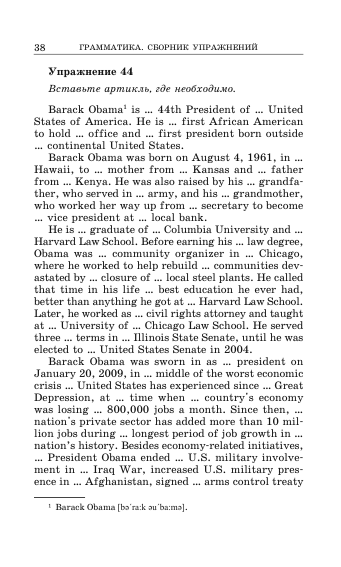 38 ГРАММАТИКА. СБОРНИК УПРАЖНЕНИЙ
Упражнение 44
Вставьте артикль, где необходимо.
Barack Obama¹ is ... 44th President of ... United
States of America. He is ... first African American
to hold ... office and ... first president born outside
... continental United States.
Barack Obama was born on August 4, 1961, in ...
Hawaii, to ... mother from ... Kansas and ... father
from ... Kenya. He was also raised by his ... grandfa-
ther, who served in ... army, and his ... grandmother,
who worked her way up from ... secretary to become
... vice president at ... local bank.
He is ... graduate of ... Columbia University and ...
Harvard Law School. Before earning his ... law degree,
Obama was ... community organizer in ... Chicago,
where he worked to help rebuild ... communities dev-
astated by ... closure of ... local steel plants. He called
that time in his life ... best education he ever had,
better than anything he got at ... Harvard Law School.
Later, he worked as ... civil rights attorney and taught
at ... University of ... Chicago Law School. He served
three ... terms in ... Illinois State Senate, until he was
elected to ... United States Senate in 2004.
Barack Obama was sworn in as ... president on
January 20, 2009, in ... middle of the worst economic
crisis ... United States has experienced since ... Great
Depression, at ... time when ... country's economy
was losing ... 800,000 jobs a month. Since then, ...
nation's private sector has added more than 10 mil-
lion jobs during ... longest period of job growth in ...
nation's history. Besides economy-related initiatives,
... President Obama ended ... U.S. military involve-
ment in ... Iraq War, increased U.S. military pres-
ence in ... Afghanistan, signed ... arms control treaty
¹ Barack Obama [bəˈrɑːk əuˈbɑːmə].